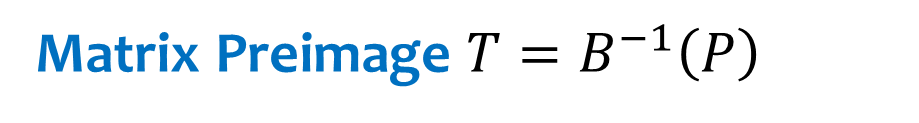 Matrix Preimage T = B⁻¹(P)